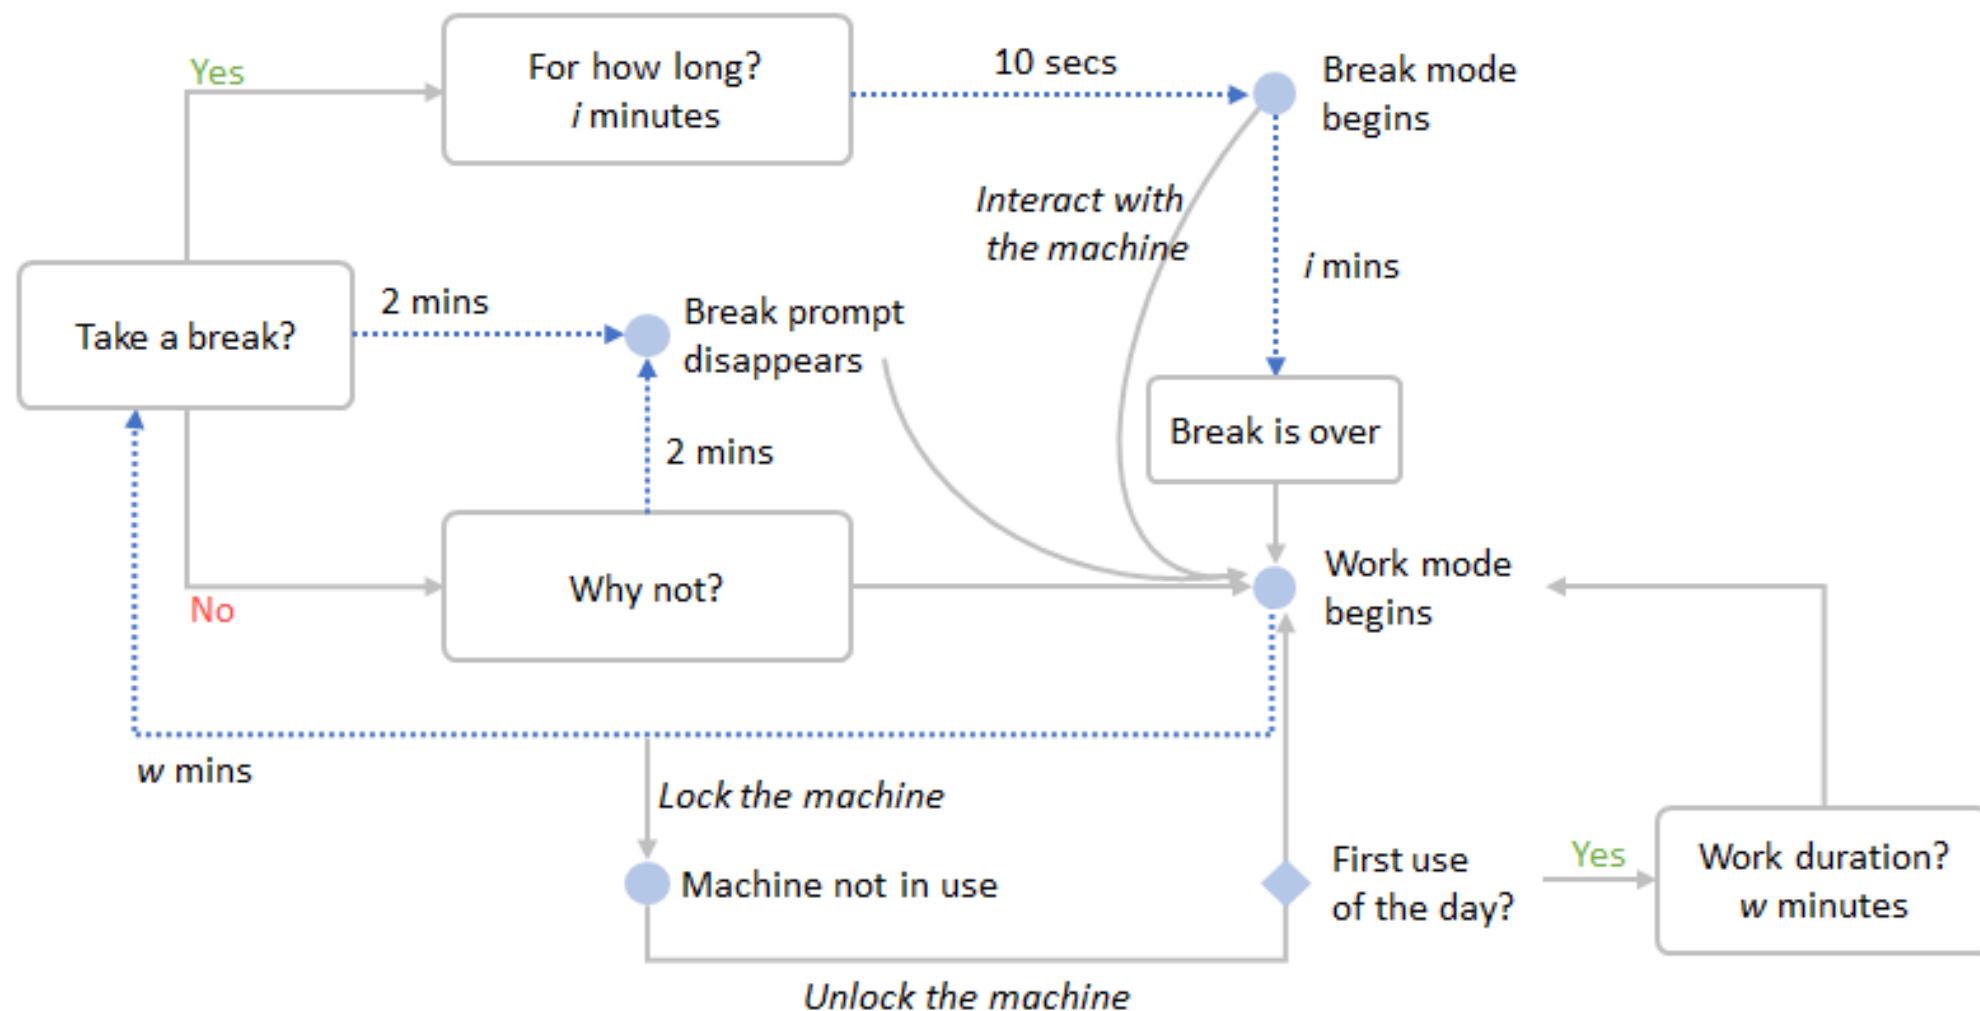 Yes
For how long?
i minutes
10 secs
Break mode
begins
Interact with
the machine
i mins
Take a break?
2 mins
Break prompt
disappears
2 mins
Break is over
Why not?
No
Work mode
begins
w mins
Lock the machine
Machine not in use
First use
of the day?
Yes
Work duration?
w minutes
Unlock the machine